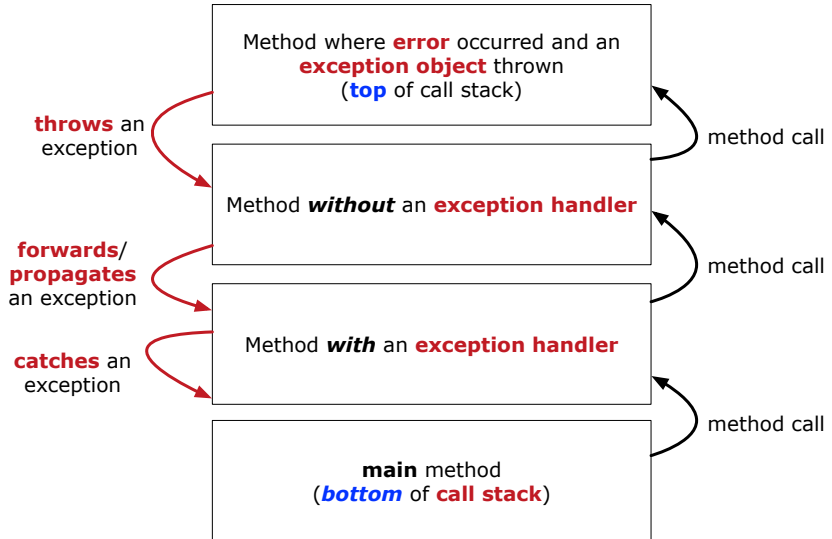 Method where error occurred and an
exception object thrown
(top of call stack)
throws an
exception
method call
Method without an exception handler
forwards/
propagates
an exception
method call
Method with an exception handler
catches an
exception
method call
main method
(bottom of call stack)